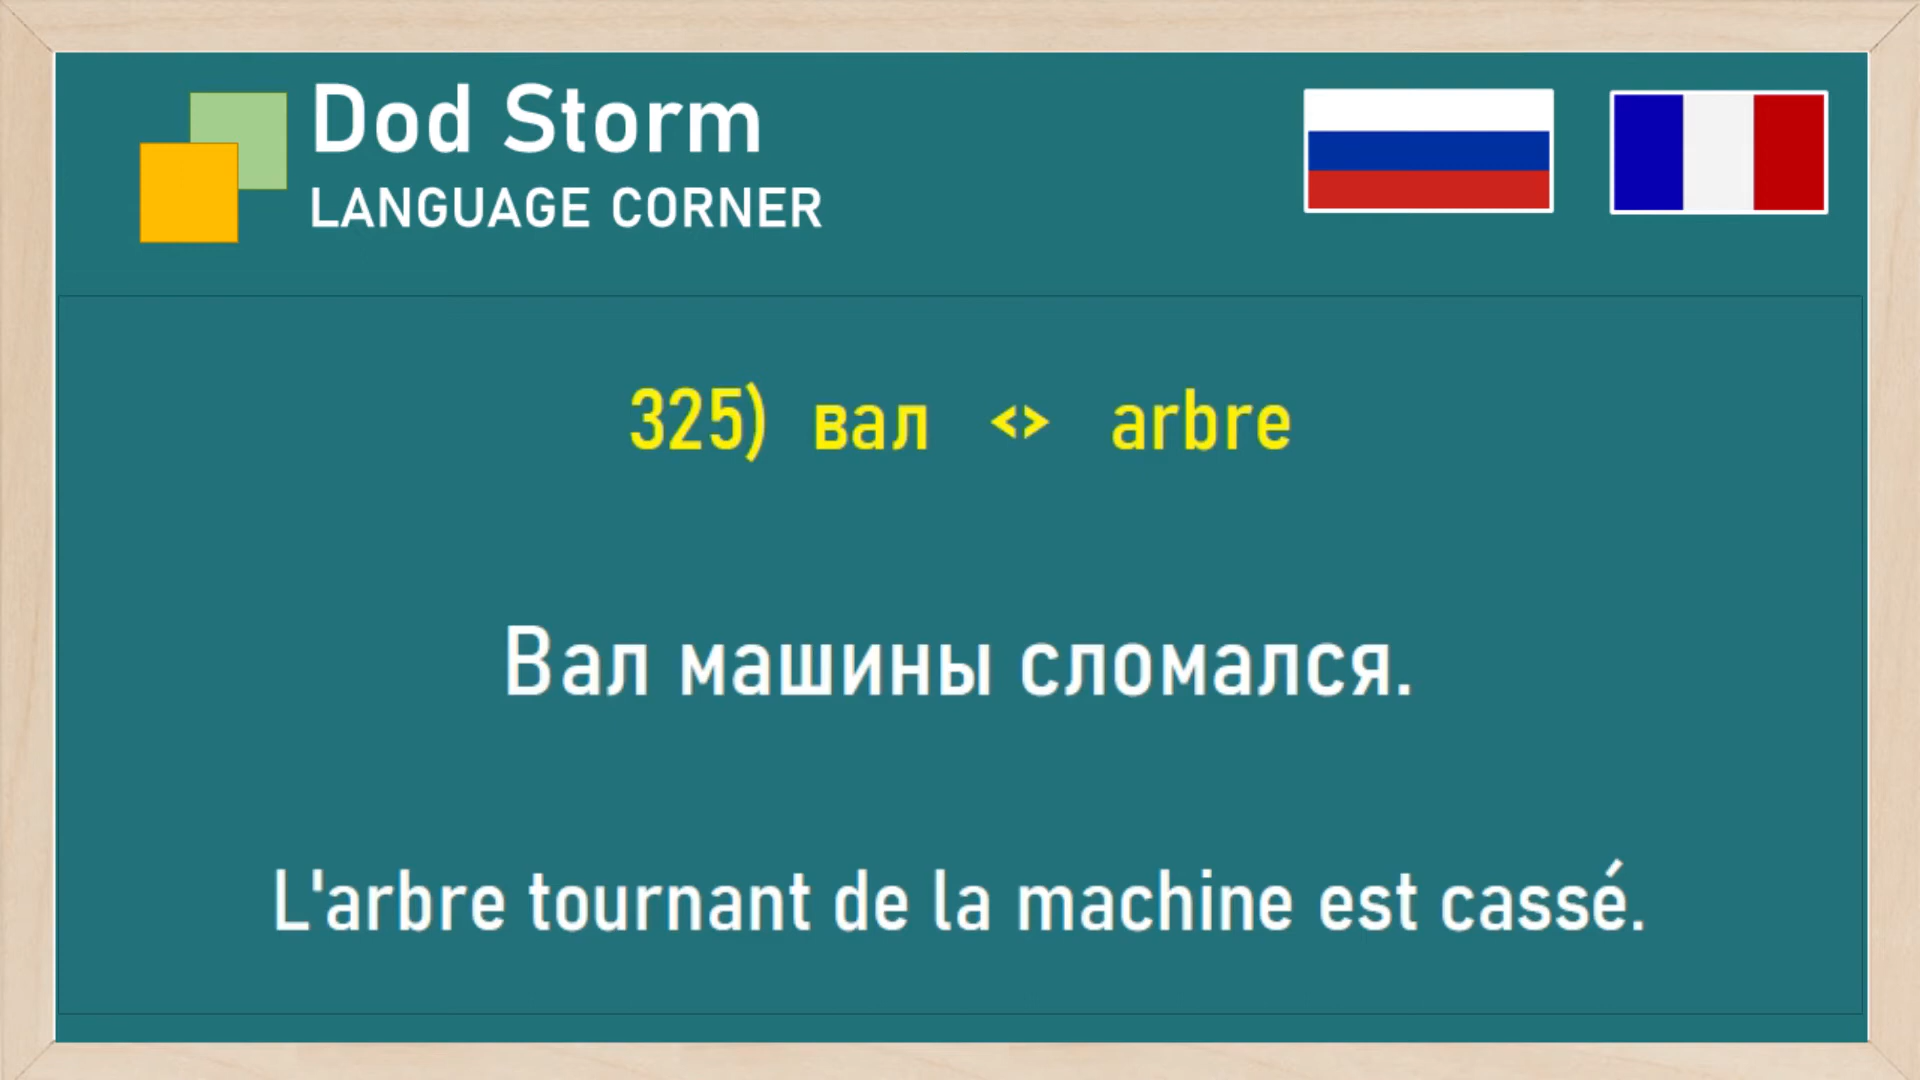 Dod Storm
LANGUAGE CORNER
325) вал <> arbre
Вал машины сломался.
L'arbre tournant de la machine est cassé.